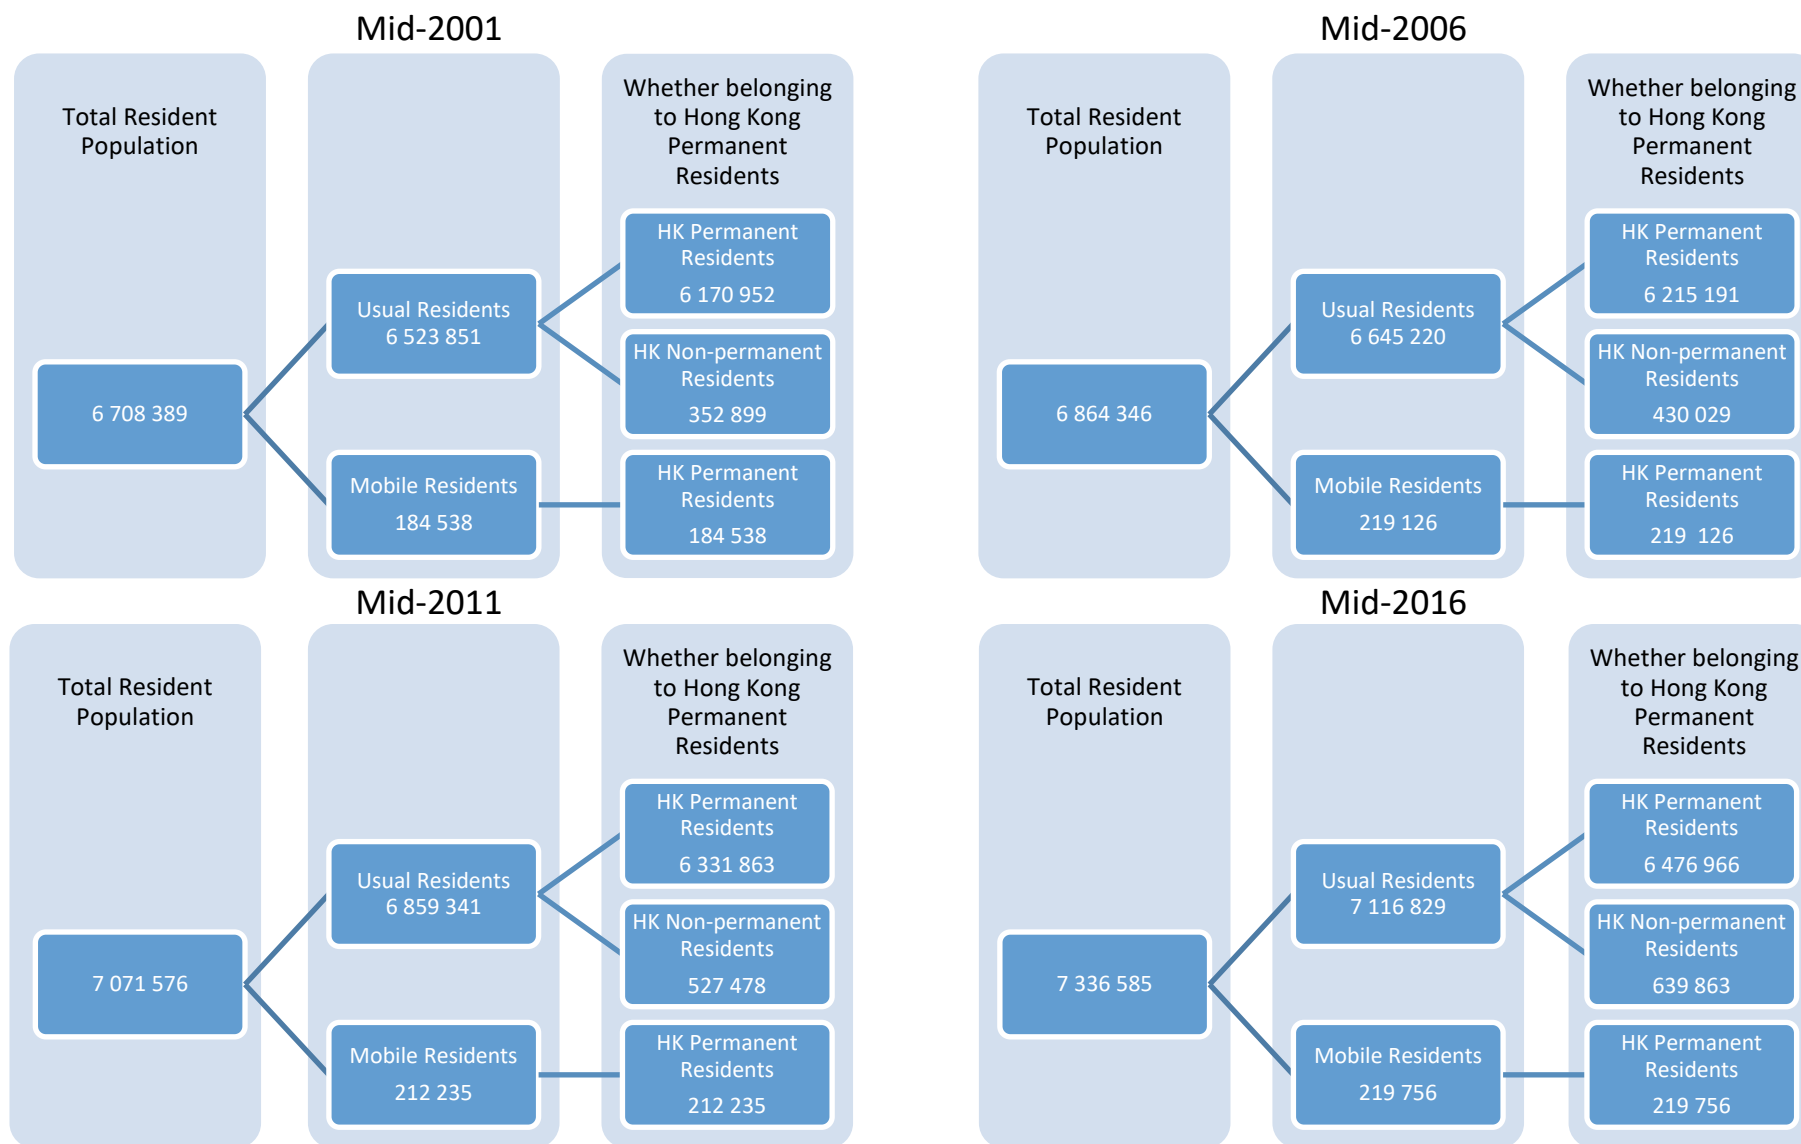 Mid-2001
Total Resident
Population
Whether belonging
to Hong Kong
Permanent
Residents
6 708 389
Usual Residents
6 523 851
Mobile Residents
184 538
HK Permanent
Residents
6 170 952
HK Non-permanent
Residents
352 899
HK Permanent
Residents
184 538
Mid-2006
Total Resident
Population
Whether belonging
to Hong Kong
Permanent
Residents
6 864 346
Usual Residents
6 645 220
Mobile Residents
219 126
HK Permanent
Residents
6 215 191
HK Non-permanent
Residents
430 029
HK Permanent
Residents
219  126
Mid-2011
Total Resident
Population
Whether belonging
to Hong Kong
Permanent
Residents
7 071 576
Usual Residents
6 859 341
Mobile Residents
212 235
HK Permanent
Residents
6 331 863
HK Non-permanent
Residents
527 478
HK Permanent
Residents
212 235
Mid-2016
Total Resident
Population
Whether belonging
to Hong Kong
Permanent
Residents
7 336 585
Usual Residents
7 116 829
Mobile Residents
219 756
HK Permanent
Residents
6 476 966
HK Non-permanent
Residents
639 863
HK Permanent
Residents
219 756